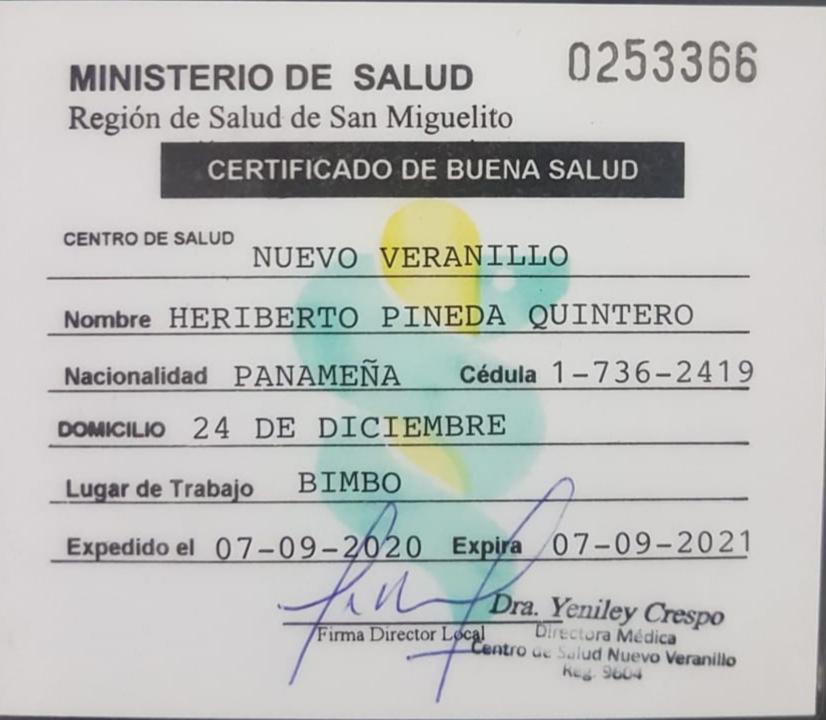 0253366
MINISTERIO DE SALUD
Región de Salud de San Miguelito
CERTIFICADO DE BUENA SALUD
CENTRO DE SALUD NUEVO VERANILLO
Nombre HERIBERTO PINEDA QUINTERO
Nacionalidad PANAMEÑA Cédula 1-736-2419
DOMICILIO 24 DE DICIEMBRE
Lugar de Trabajo BIMBO
Expedido el 07-09-2020 Expira 07-09-2021
Dra. Yeniley Crespo
Firma Director Local Directora Médica
Centro de Salud Nuevo Veranillo
Reg. 9604